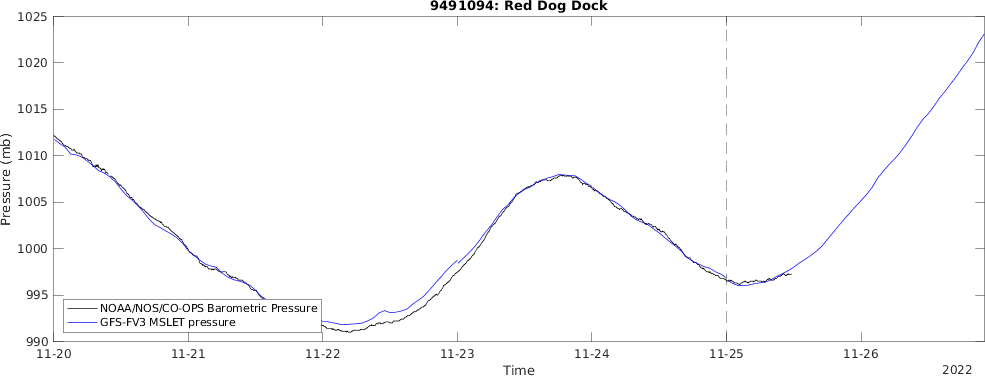 9491094: Red Dog Dock
1025
1020
1015
1010
1005
1000
995
990
Pressure (mb)
NOAA/NOS/CO-OPS Barometric Pressure
GFS-FV3 MSLET pressure
11-20 11-21 11-22 11-23 11-24 11-25 11-26
Time
2022